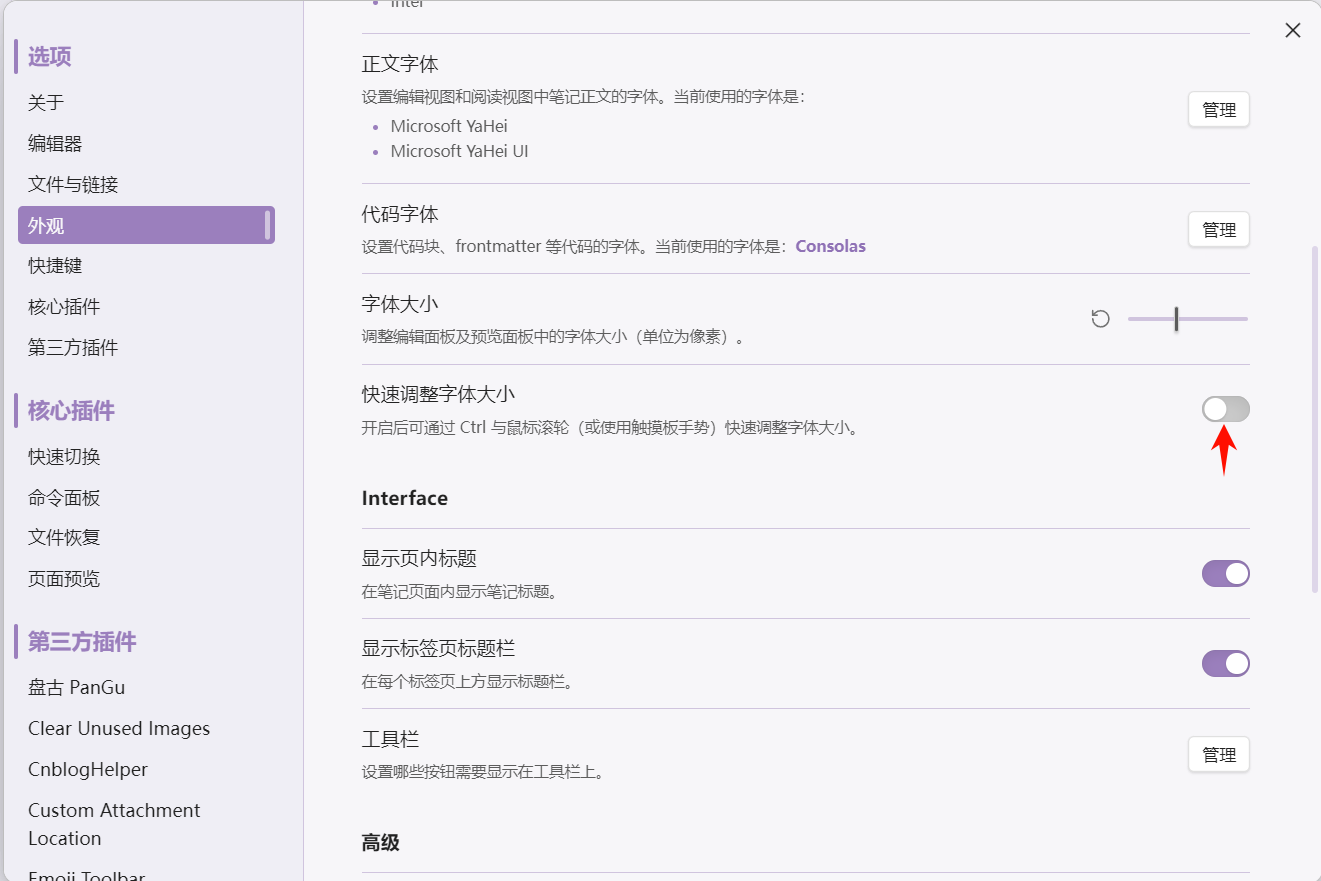 选项
关于
编辑器
文件与链接
外观
快捷键
核心插件
第三方插件
核心插件
快速切换
命令面板
文件恢复
页面预览
第三方插件
盘古 PanGu
Clear Unused Images
CnblogHelper
Custom Attachment
Location
Emoji Toolbar
Inter
正文字体
设置编辑视图和阅读视图中笔记正文的字体。当前使用的字体是：
Microsoft YaHei
Microsoft YaHei UI
管理
代码字体
设置代码块、frontmatter 等代码的字体。当前使用的字体是：Consolas
管理
字体大小
调整编辑面板及预览面板中的字体大小（单位为像素）。
快速调整字体大小
开启后可通过 Ctrl 与鼠标滚轮（或使用触摸板手势）快速调整字体大小。
Interface
显示页内标题
在笔记页面内显示笔记标题。
显示标签页标题栏
在每个标签页上方显示标题栏。
工具栏
设置哪些按钮需要显示在工具栏上。
管理
高级